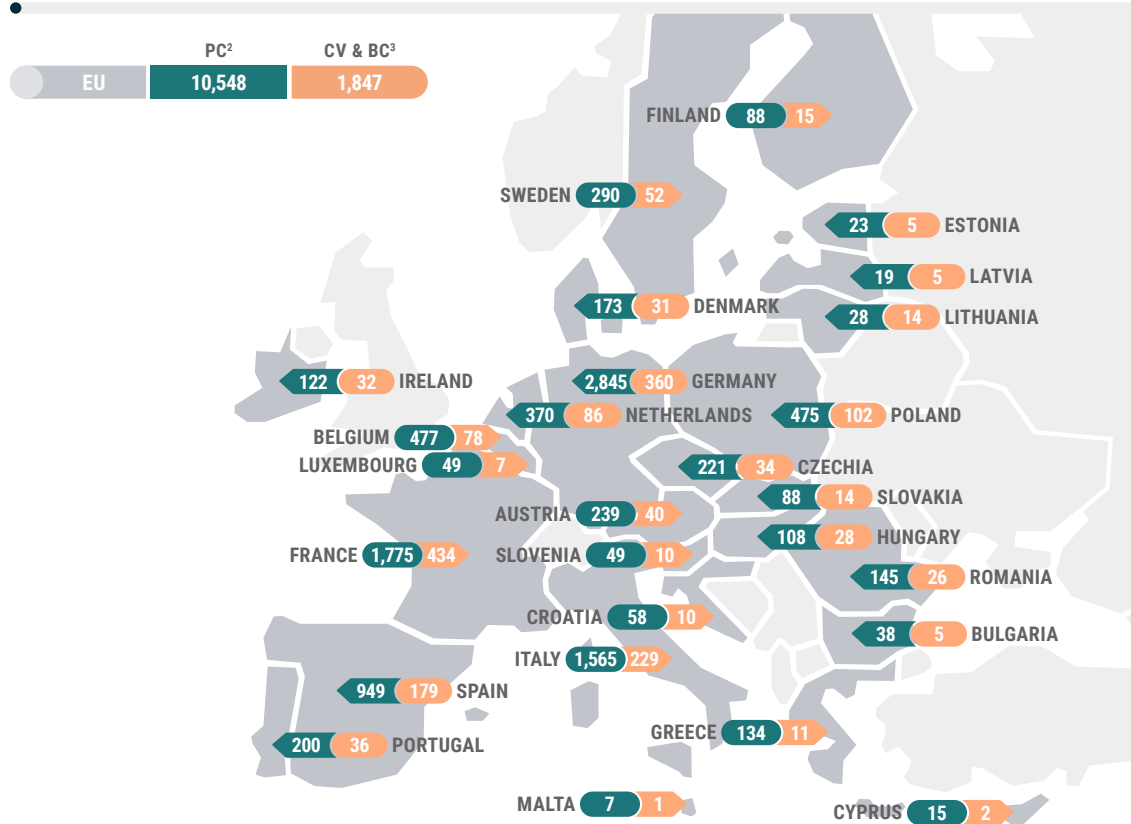 PC² CV & BC³
EU 10,548 1,847
FINLAND 88 15
SWEDEN 290 52
23 5 ESTONIA
19 5 LATVIA
173 31 DENMARK
28 14 LITHUANIA
122 32 IRELAND
2,845 360 GERMANY
370 86 NETHERLANDS
475 102 POLAND
BELGIUM 477 78
LUXEMBOURG 49 7
221 34 CZECHIA
88 14 SLOVAKIA
AUSTRIA 239 40
108 28 HUNGARY
FRANCE 1,775 434
SLOVENIA 49 10
145 26 ROMANIA
CROATIA 58 10
38 5 BULGARIA
ITALY 1,565 229
949 179 SPAIN
GREECE 134 11
200 36 PORTUGAL
MALTA 7 1
CYPRUS 15 2